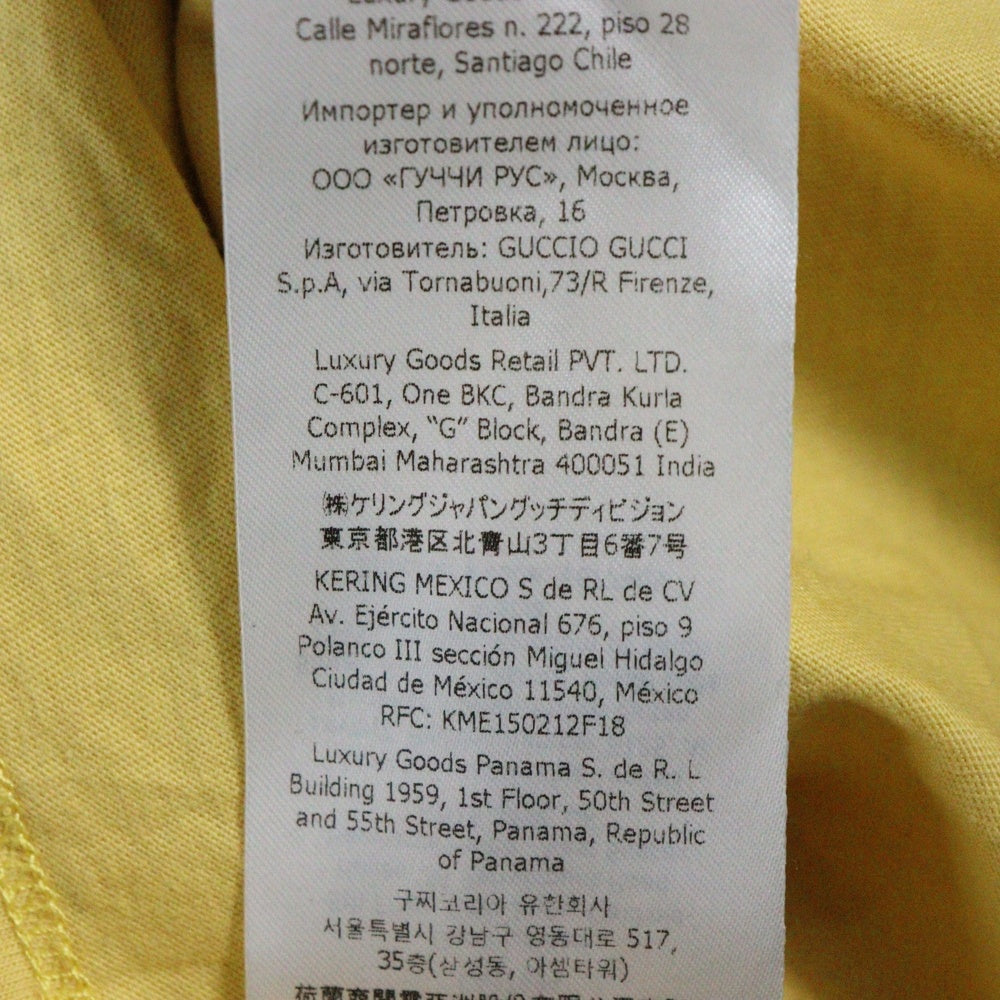 Luxury Goods
Calle Miraflores n. 222, piso 28
norte, Santiago Chile
Импортер и уполномоченное
изготовителем лицо:
ООО «ГУЧЧИ РУС», Москва,
Петровка, 16
Изготовитель: GUCCIO GUCCI
S.p.A, via Tornabuoni,73/R Firenze,
Italia
Luxury Goods Retail PVT. LTD.
C-601, One BKC, Bandra Kurla
Complex, “G” Block, Bandra (E)
Mumbai Maharashtra 400051 India
㈱ケリングジャパングッチディビジョン
東京都港区北青山3丁目6番7号
KERING MEXICO S de RL de CV
Av. Ejército Nacional 676, piso 9
Polanco III sección Miguel Hidalgo
Ciudad de México 11540, México
RFC: KME150212F18
Luxury Goods Panama S. de R. L
Building 1959, 1st Floor, 50th Street
and 55th Street, Panama, Republic
of Panama
구찌코리아 유한회사
서울특별시 강남구 영동대로 517,
35층(삼성동, 아셈타워)